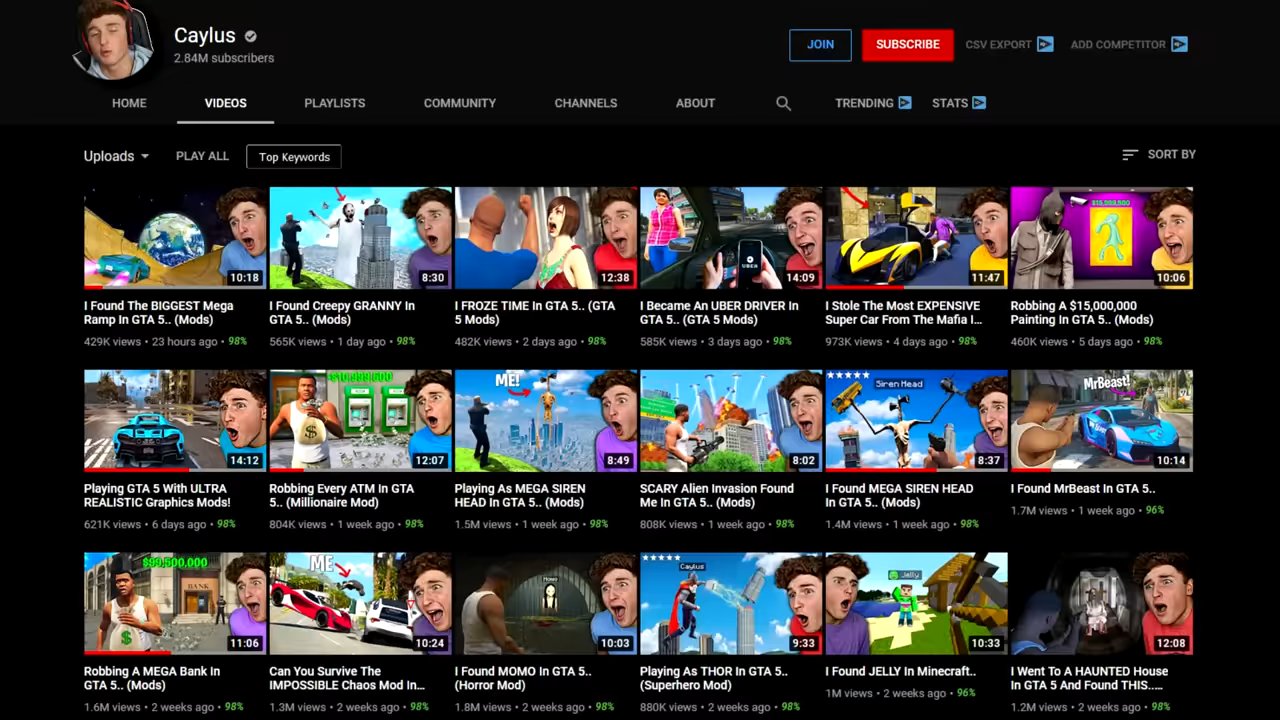 Caylus
2.84M subscribers
JOIN
SUBSCRIBE
CSV EXPORT
ADD COMPETITOR
HOME
VIDEOS
PLAYLISTS
COMMUNITY
CHANNELS
ABOUT
TRENDING
STATS
Uploads
PLAY ALL
Top Keywords
SORT BY
10:18
I Found The BIGGEST Mega
Ramp In GTA 5.. (Mods)
429K views • 23 hours ago • 98%
8:30
I Found Creepy GRANNY In
GTA 5.. (Mods)
565K views • 1 day ago • 98%
12:38
I FROZE TIME In GTA 5.. (GTA
5 Mods)
482K views • 2 days ago • 98%
UBER
14:09
I Became An UBER DRIVER In
GTA 5.. (GTA 5 Mods)
585K views • 3 days ago • 98%
11:47
I Stole The Most EXPENSIVE
Super Car From The Mafia I...
973K views • 4 days ago • 98%
10:06
Robbing A $15,000,000
Painting In GTA 5.. (Mods)
460K views • 5 days ago • 98%
14:12
Playing GTA 5 With ULTRA
REALISTIC Graphics Mods!
621K views • 6 days ago • 98%
12:07
Robbing Every ATM In GTA
5.. (Millionaire Mod)
804K views • 1 week ago • 98%
ME!
8:49
Playing As MEGA SIREN
HEAD In GTA 5.. (Mods)
1.5M views • 1 week ago • 98%
8:02
SCARY Alien Invasion Found
Me In GTA 5.. (Mods)
808K views • 1 week ago • 98%
Siren Head
8:37
I Found MEGA SIREN HEAD
In GTA 5.. (Mods)
1.4M views • 1 week ago • 98%
MrBeast!
10:14
I Found MrBeast In GTA 5..
1.7M views • 1 week ago • 96%
$99,500,000
BANK
11:06
Robbing A MEGA Bank In
GTA 5.. (Mods)
1.6M views • 2 weeks ago • 98%
ME
10:24
Can You Survive The
IMPOSSIBLE Chaos Mod In...
1.3M views • 2 weeks ago • 98%
Momo
10:03
I Found MOMO In GTA 5..
(Horror Mod)
1.8M views • 2 weeks ago • 98%
Caylus
9:33
Playing As THOR In GTA 5..
(Superhero Mod)
880K views • 2 weeks ago • 98%
Jelly
10:33
I Found JELLY In Minecraft..
1M views • 2 weeks ago • 96%
12:08
I Went To A HAUNTED House
In GTA 5 And Found THIS.....
1.2M views • 2 weeks ago • 98%